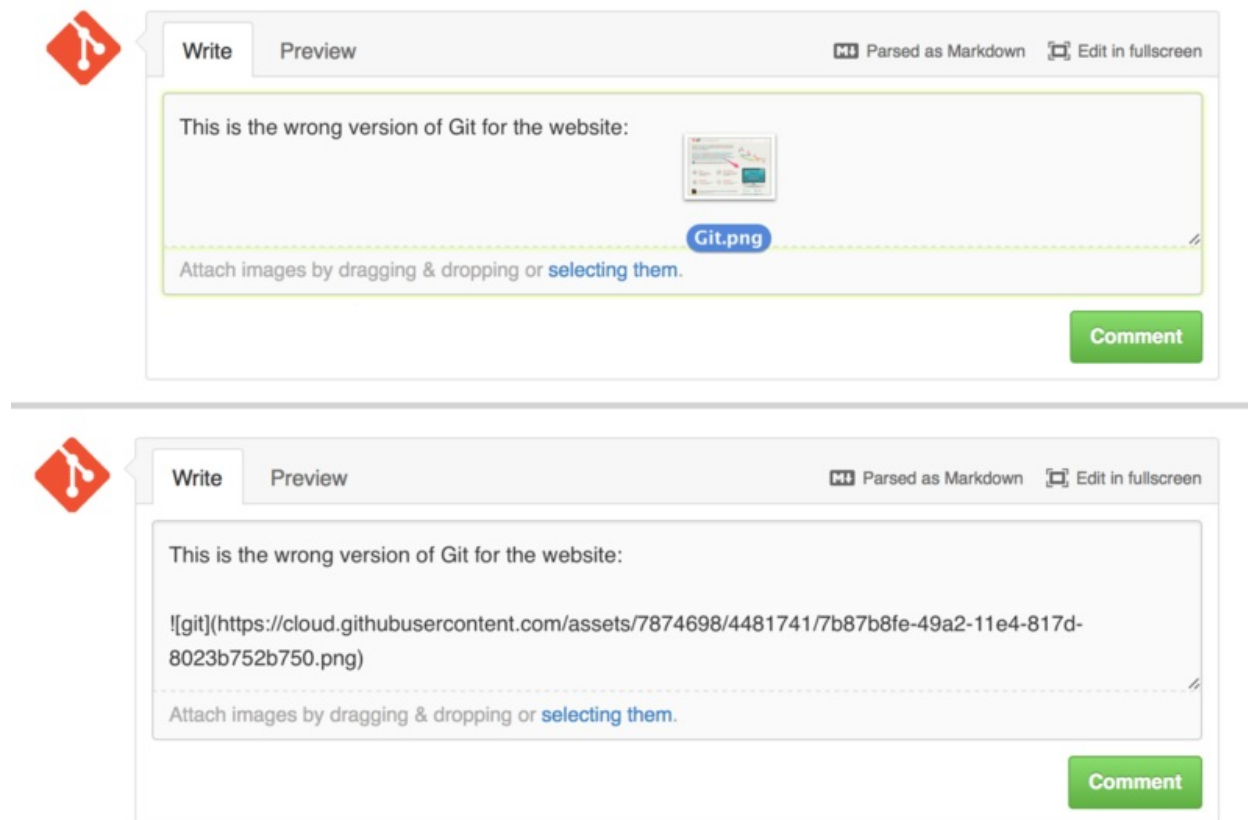 Write Preview Parsed as Markdown Edit in fullscreen
This is the wrong version of Git for the website:
Git.png
Attach images by dragging & dropping or selecting them.
Comment
Write Preview Parsed as Markdown Edit in fullscreen
This is the wrong version of Git for the website:
![git](https://cloud.githubusercontent.com/assets/7874698/4481741/7b87b8fe-49a2-11e4-817d-
8023b752b750.png)
Attach images by dragging & dropping or selecting them.
Comment